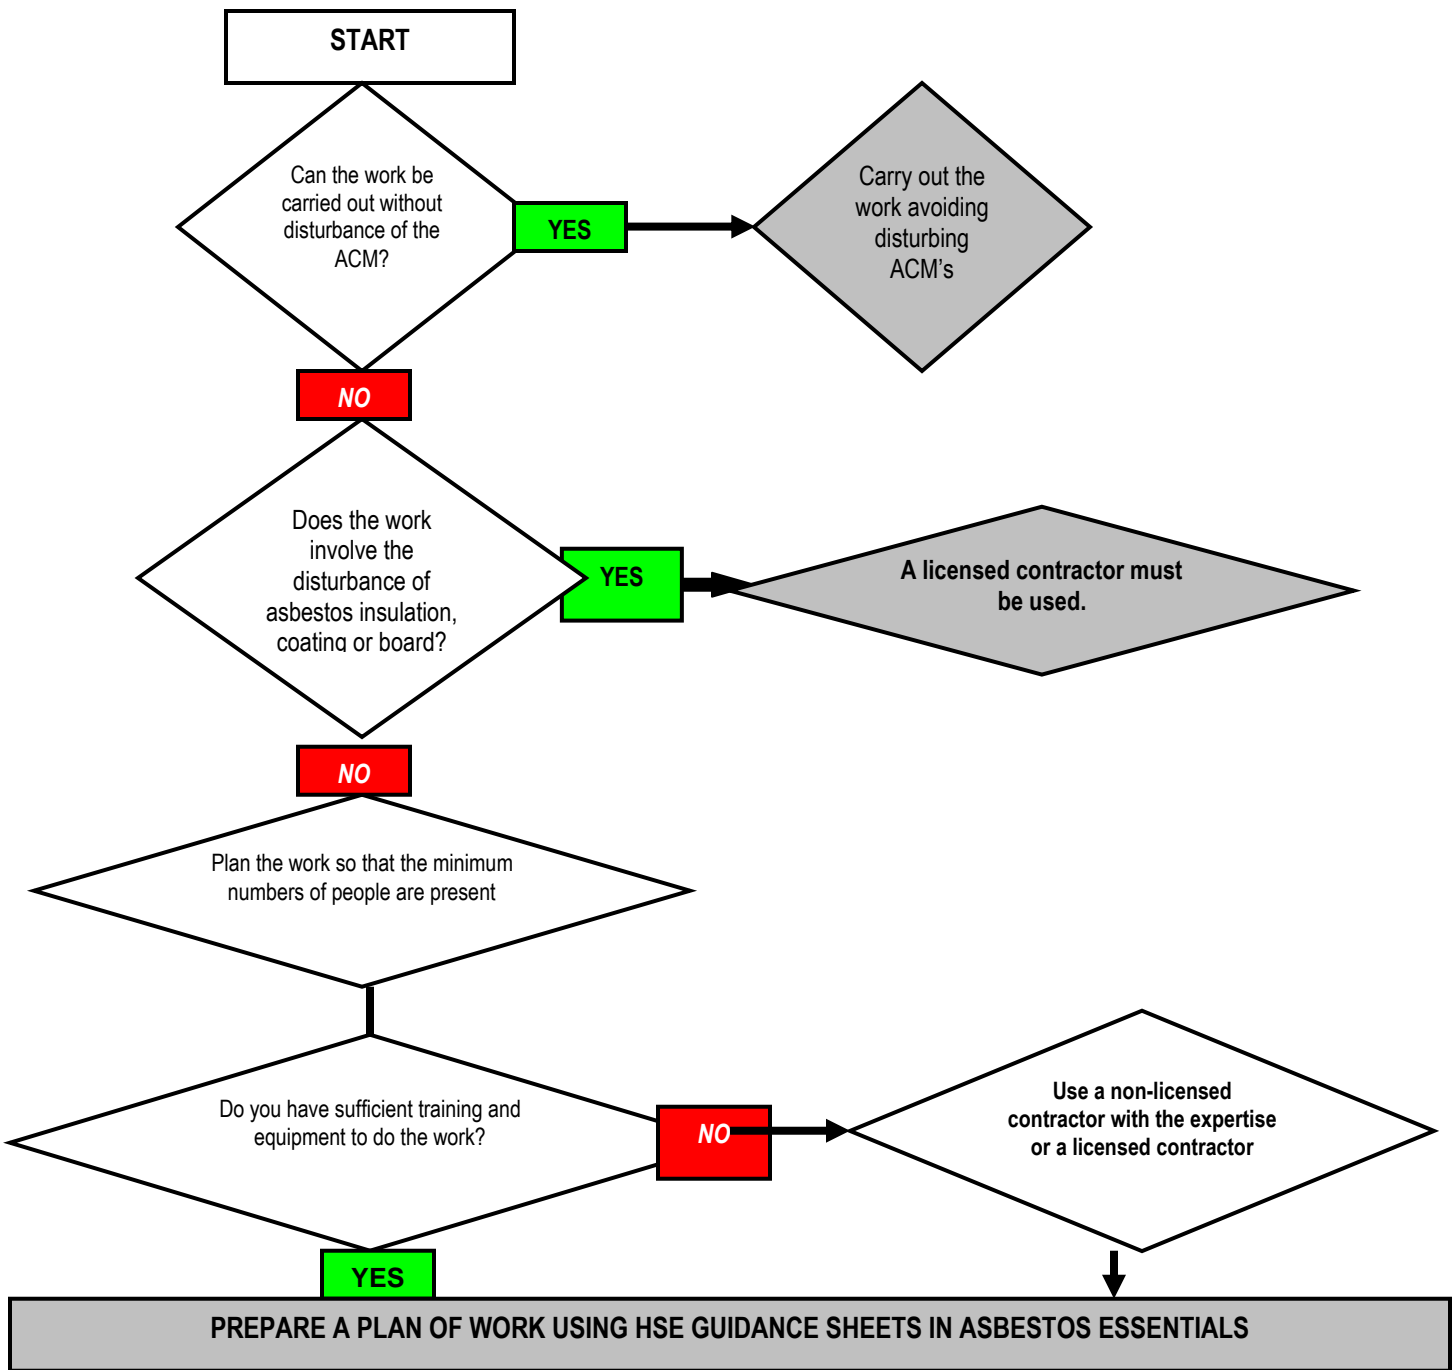 START
Can the work be
carried out without
disturbance of the
ACM?
YES
Carry out the
work avoiding
disturbing
ACM's
NO
Does the work
involve the
disturbance of
asbestos insulation,
coating or board?
YES
A licensed contractor must
be used.
NO
Plan the work so that the minimum
numbers of people are present
Do you have sufficient training and
equipment to do the work?
NO
Use a non-licensed
contractor with the expertise
or a licensed contractor
YES
PREPARE A PLAN OF WORK USING HSE GUIDANCE SHEETS IN ASBESTOS ESSENTIALS